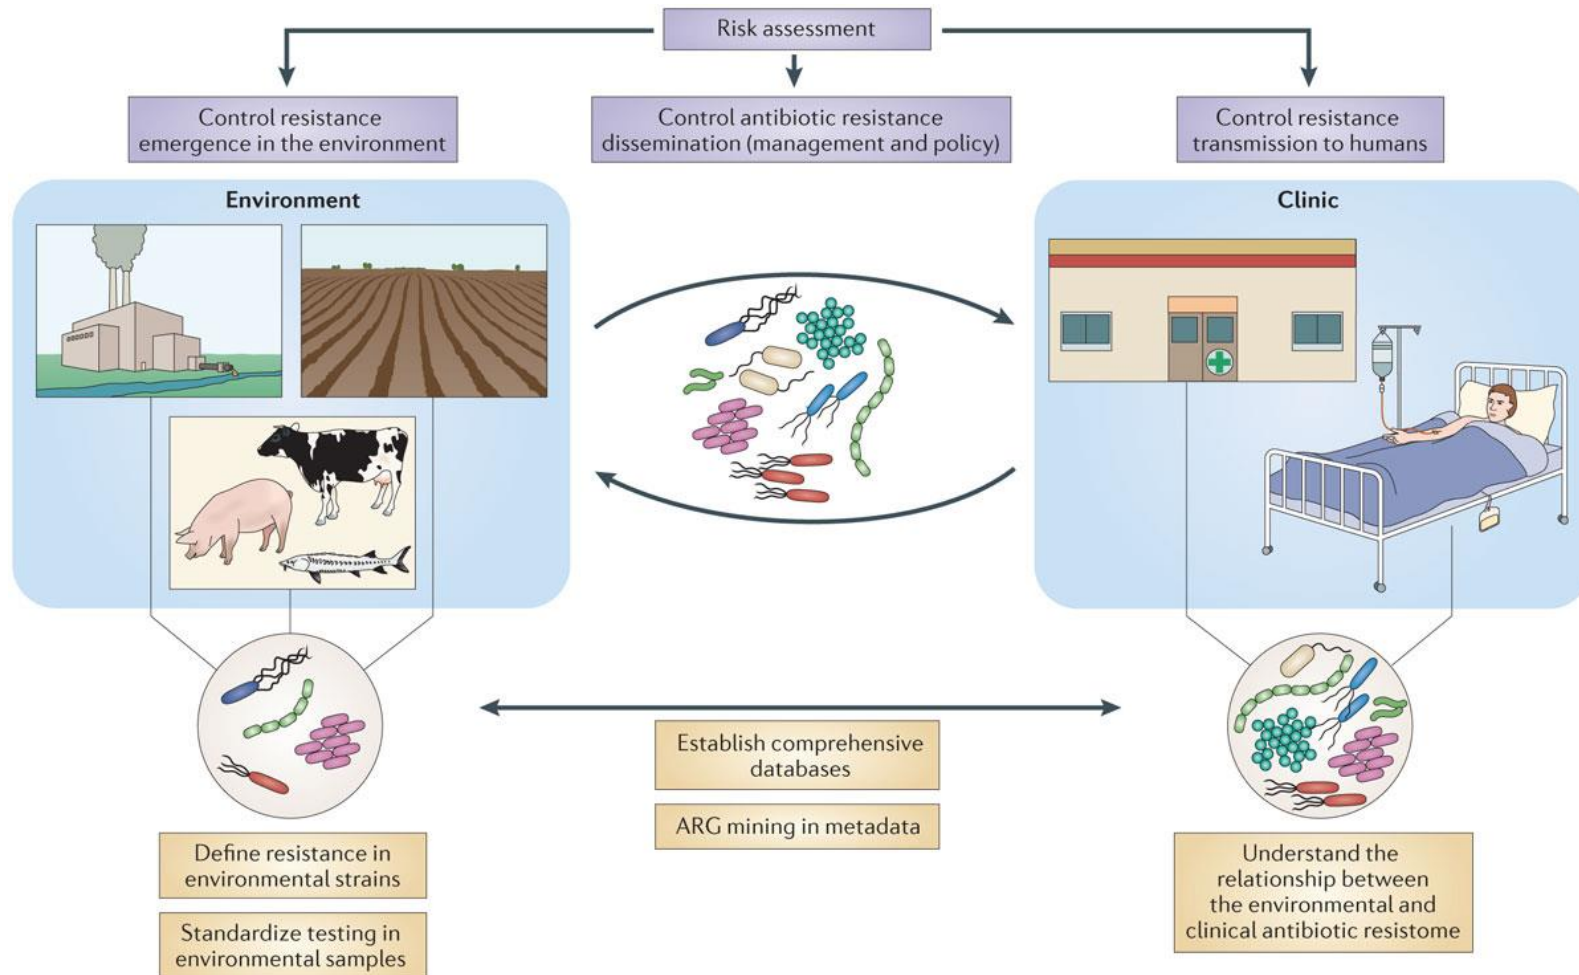 Risk assessment
Control resistance
emergence in the environment
Control antibiotic resistance
dissemination (management and policy)
Control resistance
transmission to humans
Environment
Clinic
Establish comprehensive
databases
ARG mining in metadata
Define resistance in
environmental strains
Standardize testing in
environmental samples
Understand the
relationship between
the environmental and
clinical antibiotic resistome